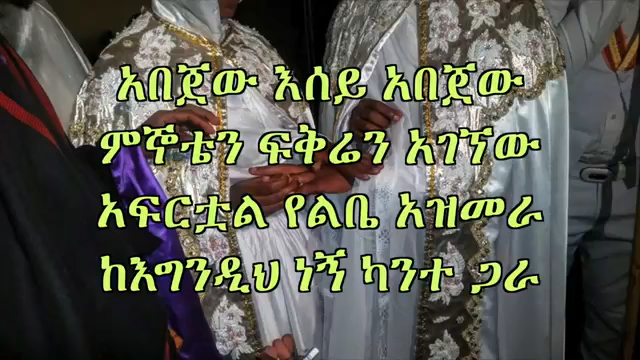 አበጀው እሰይ አበጀው
ምኞቴን ፍቅሬን አገኘው
አፍርቷል የልቤ አዝመራ
ከእግንዲህ ነኝ ካንተ ጋራ